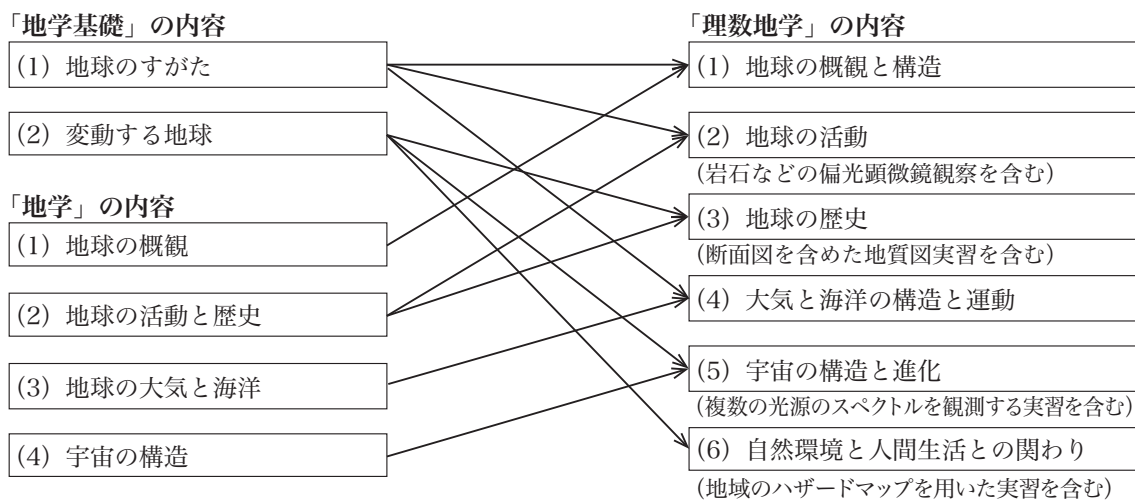 「地学基礎」の内容
(1) 地球のすがた
(2) 変動する地球
「地学」の内容
(1) 地球の概観
(2) 地球の活動と歴史
(3) 地球の大気と海洋
(4) 宇宙の構造
「理数地学」の内容
(1) 地球の概観と構造
(2) 地球の活動
(岩石などの偏光顕微鏡観察を含む)
(3) 地球の歴史
(断面図を含めた地質図実習を含む)
(4) 大気と海洋の構造と運動
(5) 宇宙の構造と進化
(複数の光源のスペクトルを観測する実習を含む)
(6) 自然環境と人間生活との関わり
(地域のハザードマップを用いた実習を含む)